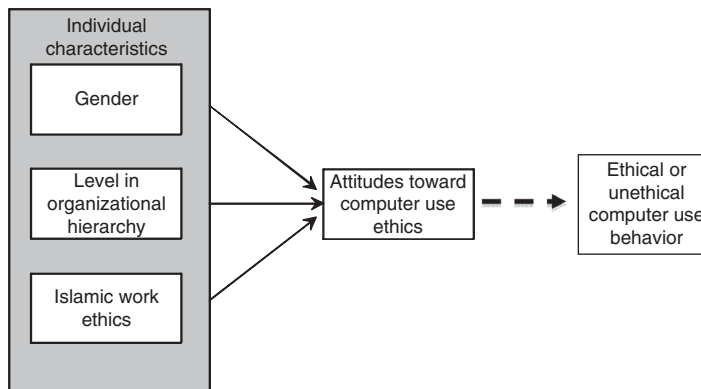 Individual
characteristics
Gender
Level in
organizational
hierarchy
Islamic work
ethics
Attitudes toward
computer use
ethics
Ethical or
unethical
computer use
behavior